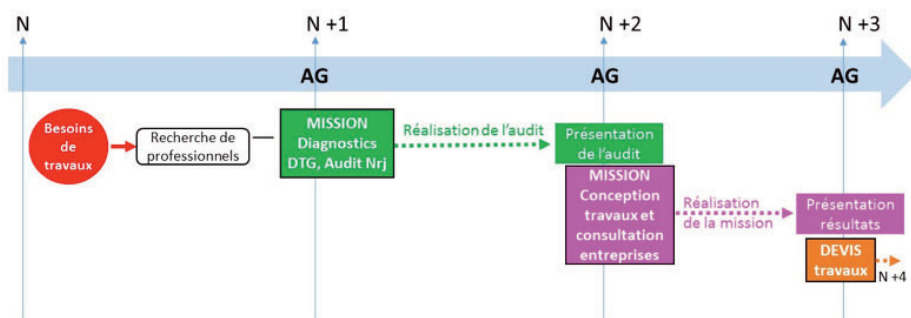 N
N +1
N +2
N +3
AG
AG
AG
Besoins
de
travaux
Recherche de
professionnels
MISSION
Diagnostics
DTG, Audit Nrj
Réalisation de l'audit
Présentation
de l'audit
MISSION
Conception
travaux et
consultation
entreprises
Réalisation
de la mission
Présentation
résultats
DEVIS
travaux
N +4